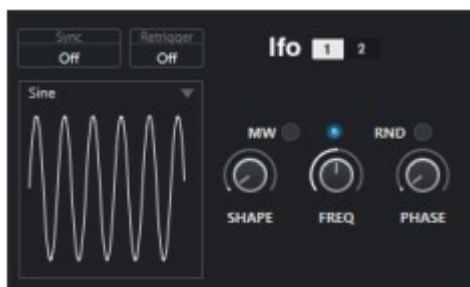 Sync
Off
Retrigger
Off
lfo 1 2
Sine
MW RND
SHAPE FREQ PHASE